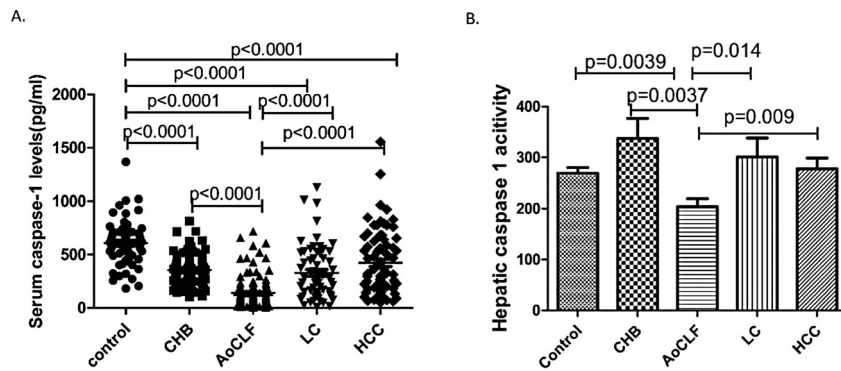 A.
p<0.0001
p<0.0001
p<0.0001
p<0.0001
p<0.0001
p<0.0001
p<0.0001
Serum caspase-1 levels(pg/ml)
2000
1500
1000
500
0
control
CHB
AoCLF
LC
HCC
B.
p=0.0039
p=0.014
p=0.0037
p=0.009
Hepatic caspase 1 acitivity
400
300
200
100
0
Control
CHB
AoCLF
LC
HCC